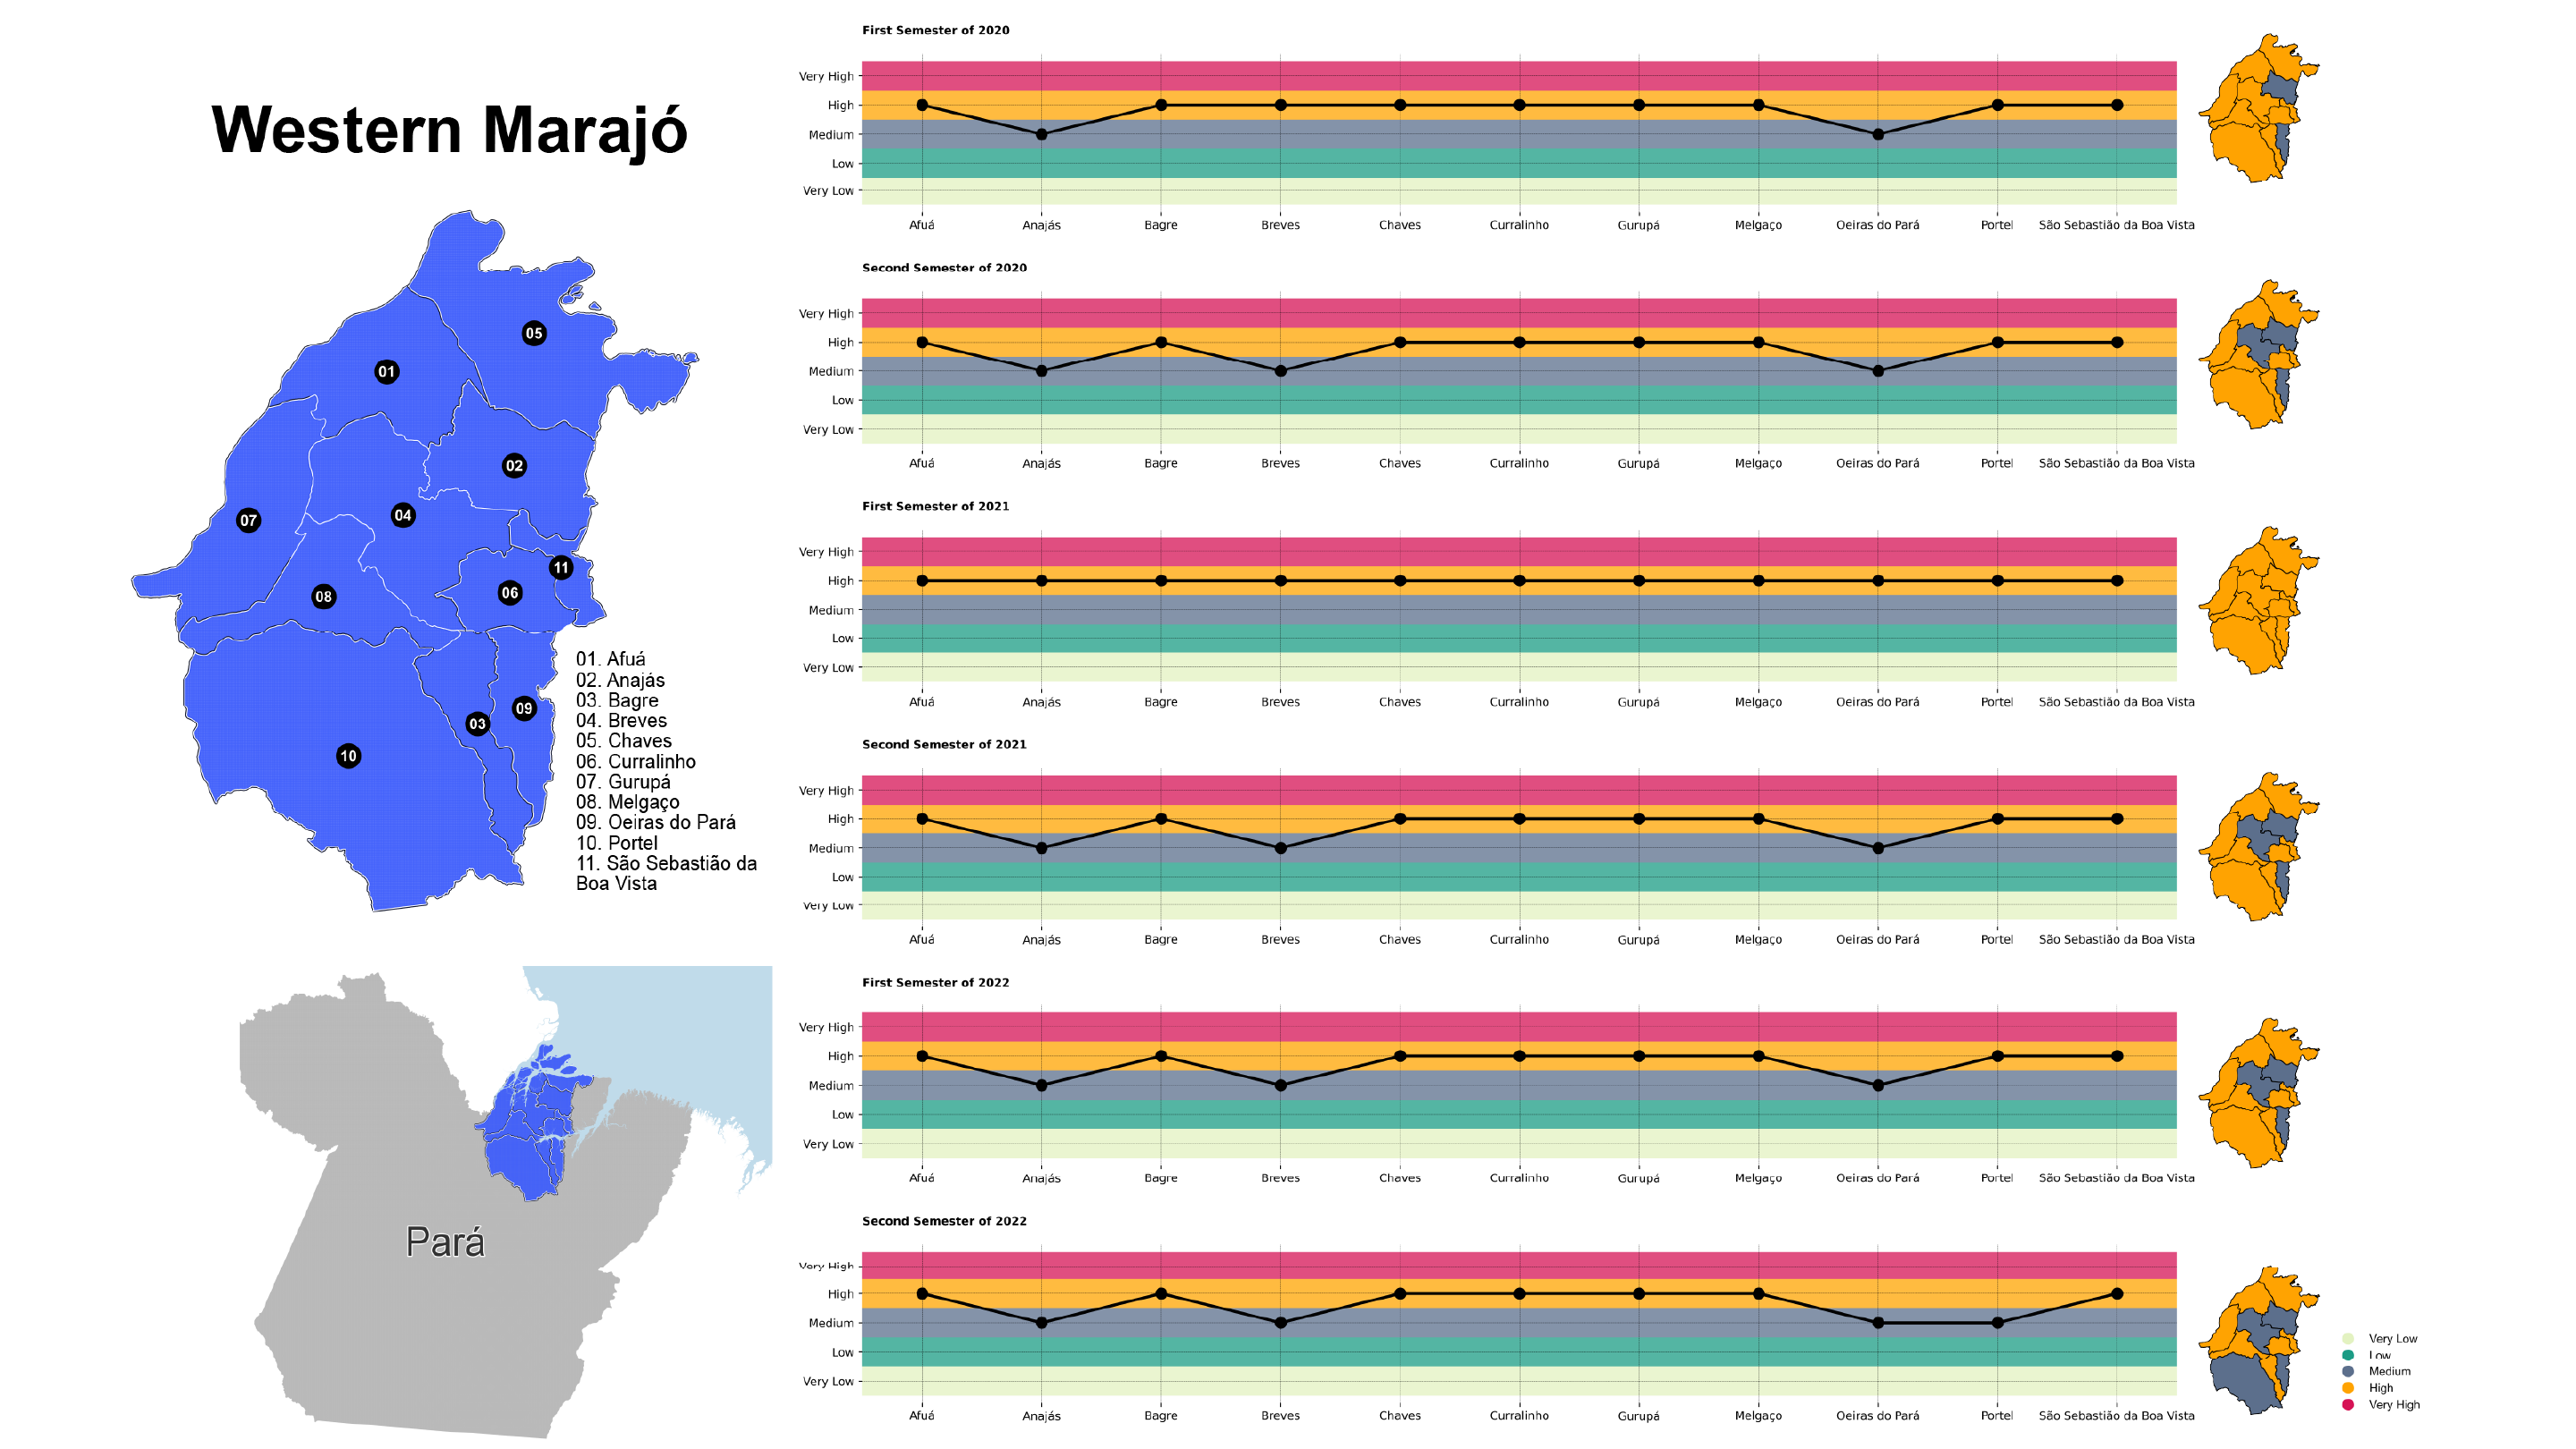 Western Marajó
05
01
02
07
04
11
08
06
09
03
10
01. Afuá
02. Anajás
03. Bagre
04. Breves
05. Chaves
06. Curralinho
07. Gurupá
08. Melgaço
09. Oeiras do Pará
10. Portel
11. São Sebastião da
Boa Vista
Pará
First Semester of 2020
Very High
High
Medium
Low
Very Low
Afuá Anajás Bagre Breves Chaves Curralinho Gurupá Melgaço Oeiras do Pará Portel São Sebastião da Boa Vista
Second Semester of 2020
Very High
High
Medium
Low
Very Low
Afuá Anajás Bagre Breves Chaves Curralinho Gurupá Melgaço Oeiras do Pará Portel São Sebastião da Boa Vista
First Semester of 2021
Very High
High
Medium
Low
Very Low
Afuá Anajás Bagre Breves Chaves Curralinho Gurupá Melgaço Oeiras do Pará Portel São Sebastião da Boa Vista
Second Semester of 2021
Very High
High
Medium
Low
Very Low
Afuá Anajás Bagre Breves Chaves Curralinho Gurupá Melgaço Oeiras do Pará Portel São Sebastião da Boa Vista
First Semester of 2022
Very High
High
Medium
Low
Very Low
Afuá Anajás Bagre Breves Chaves Curralinho Gurupá Melgaço Oeiras do Pará Portel São Sebastião da Boa Vista
Second Semester of 2022
Very High
High
Medium
Low
Very Low
Afuá Anajás Bagre Breves Chaves Curralinho Gurupá Melgaço Oeiras do Pará Portel São Sebastião da Boa Vista
Very Low
Low
Medium
High
Very High